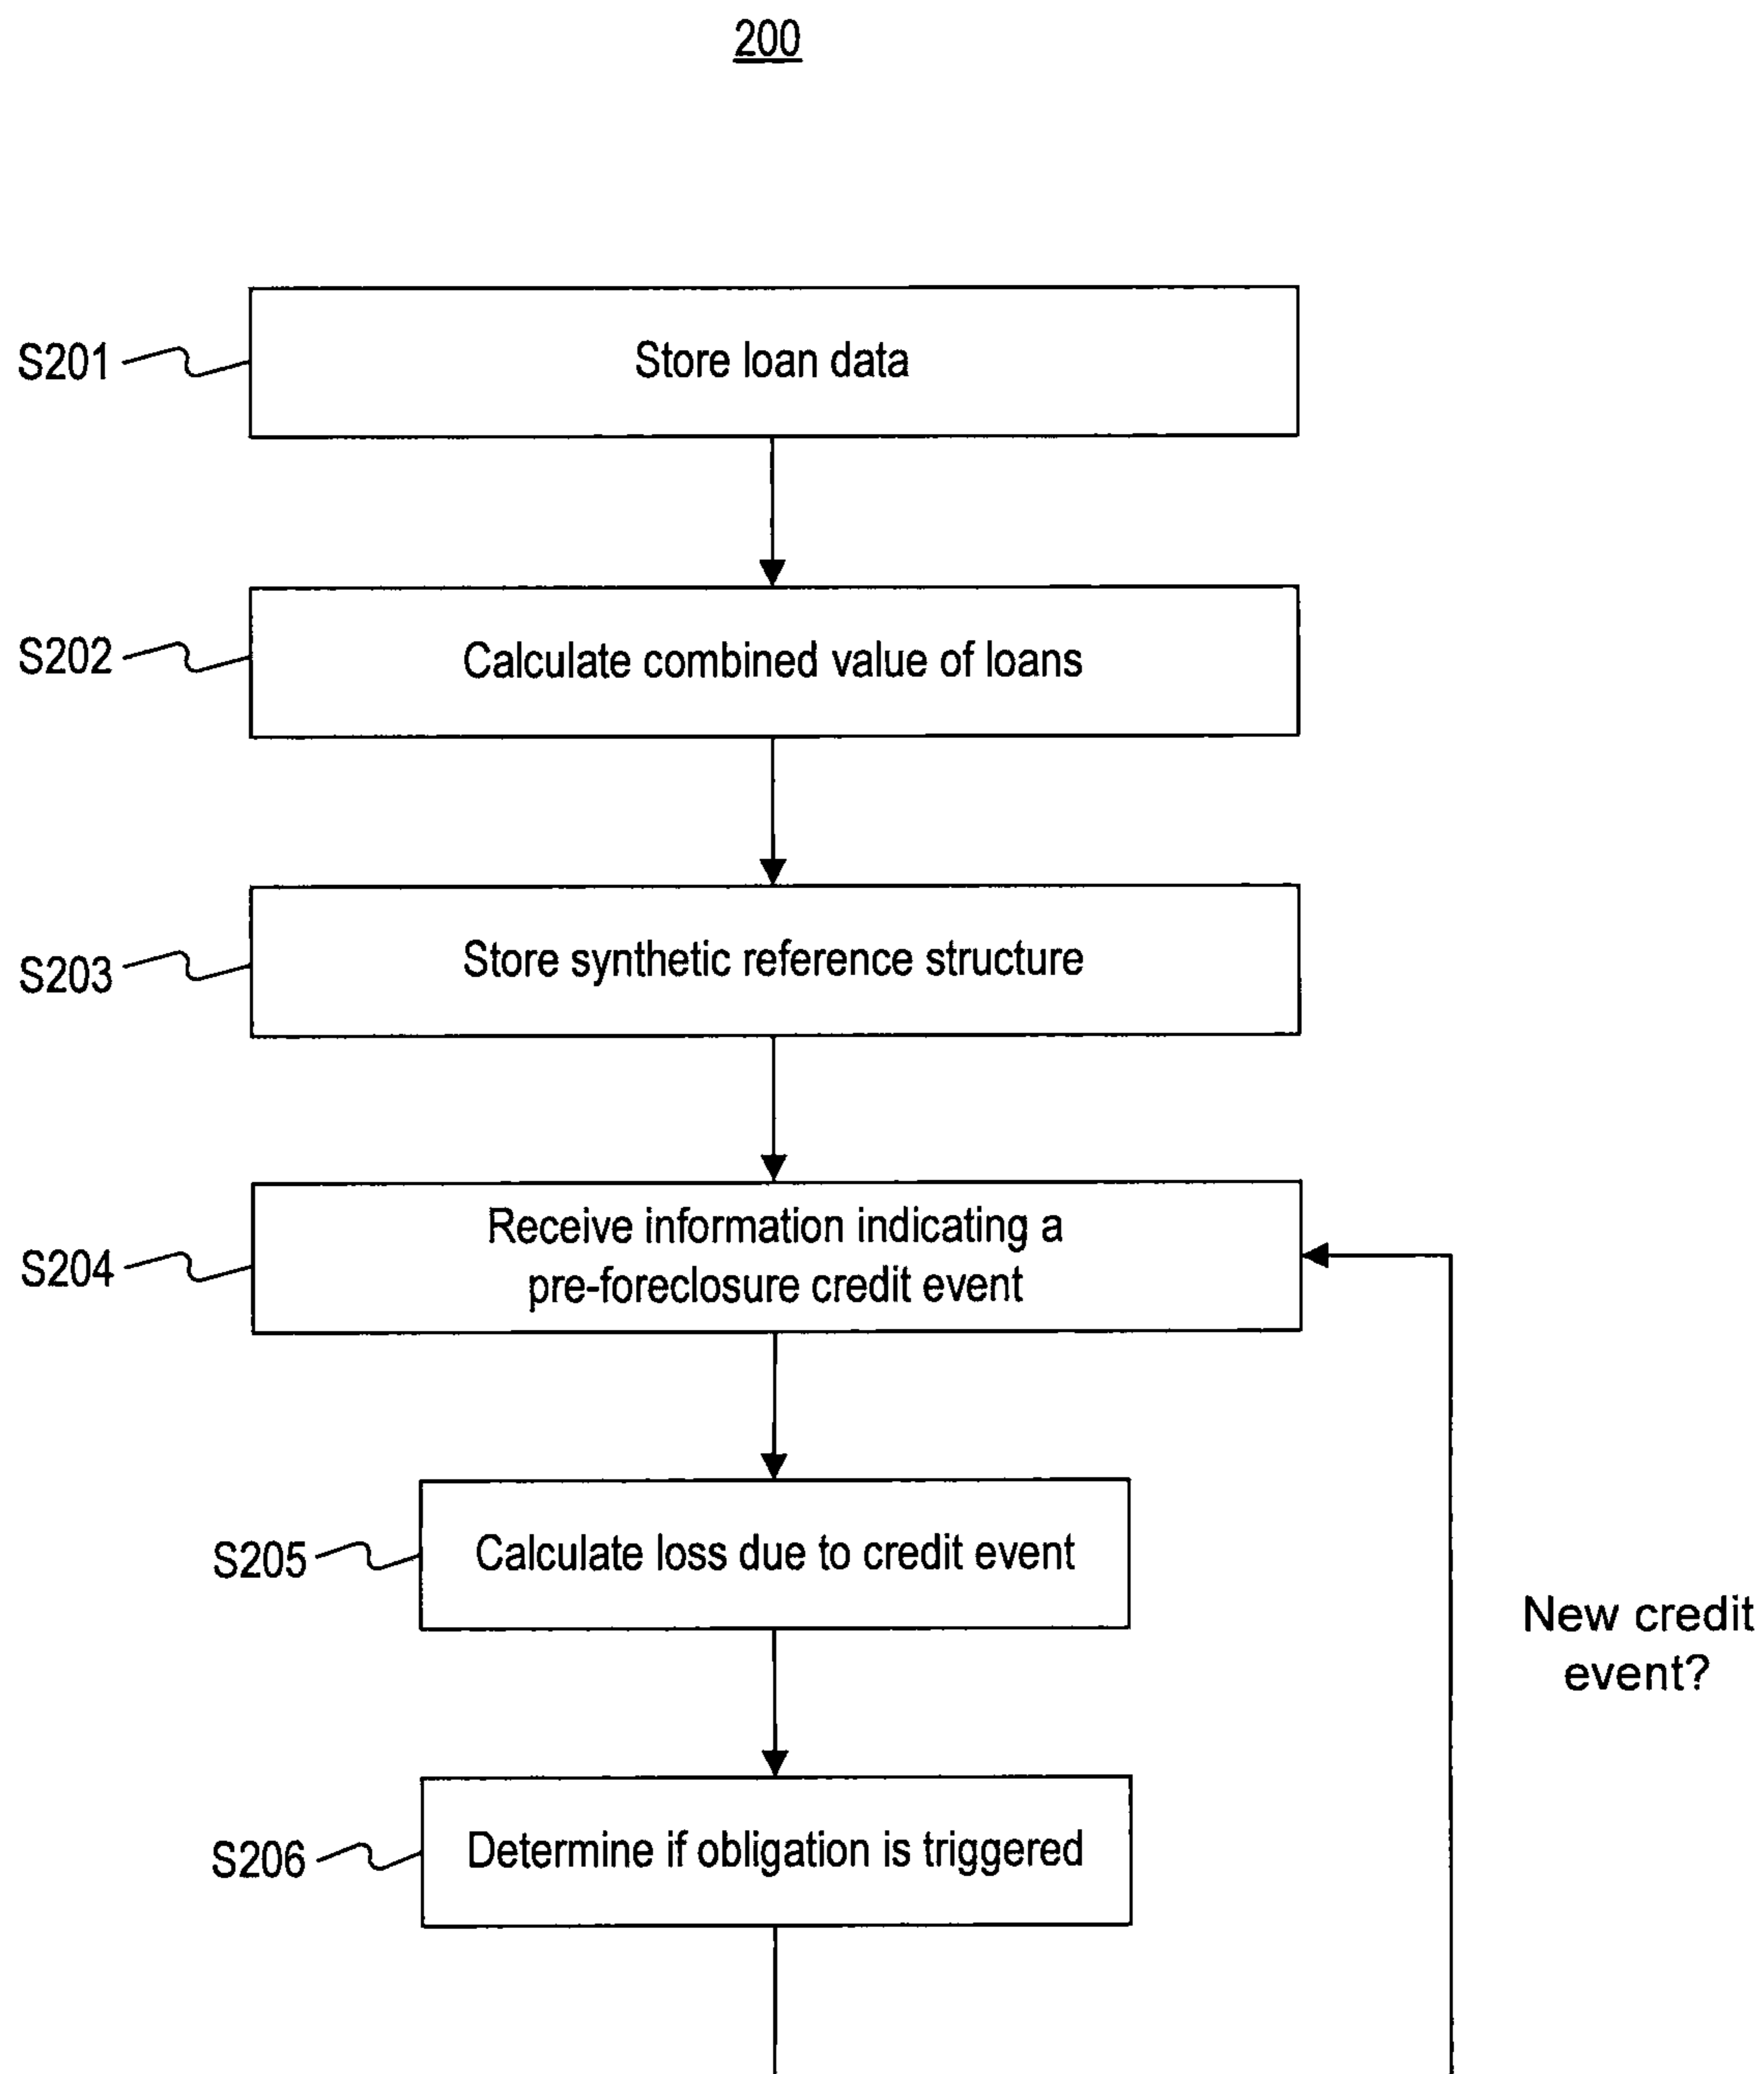 200
S201
Store loan data
S202
Calculate combined value of loans
S203
Store synthetic reference structure
S204
Receive information indicating a
pre-foreclosure credit event
S205
Calculate loss due to credit event
New credit
event?
S206
Determine if obligation is triggered